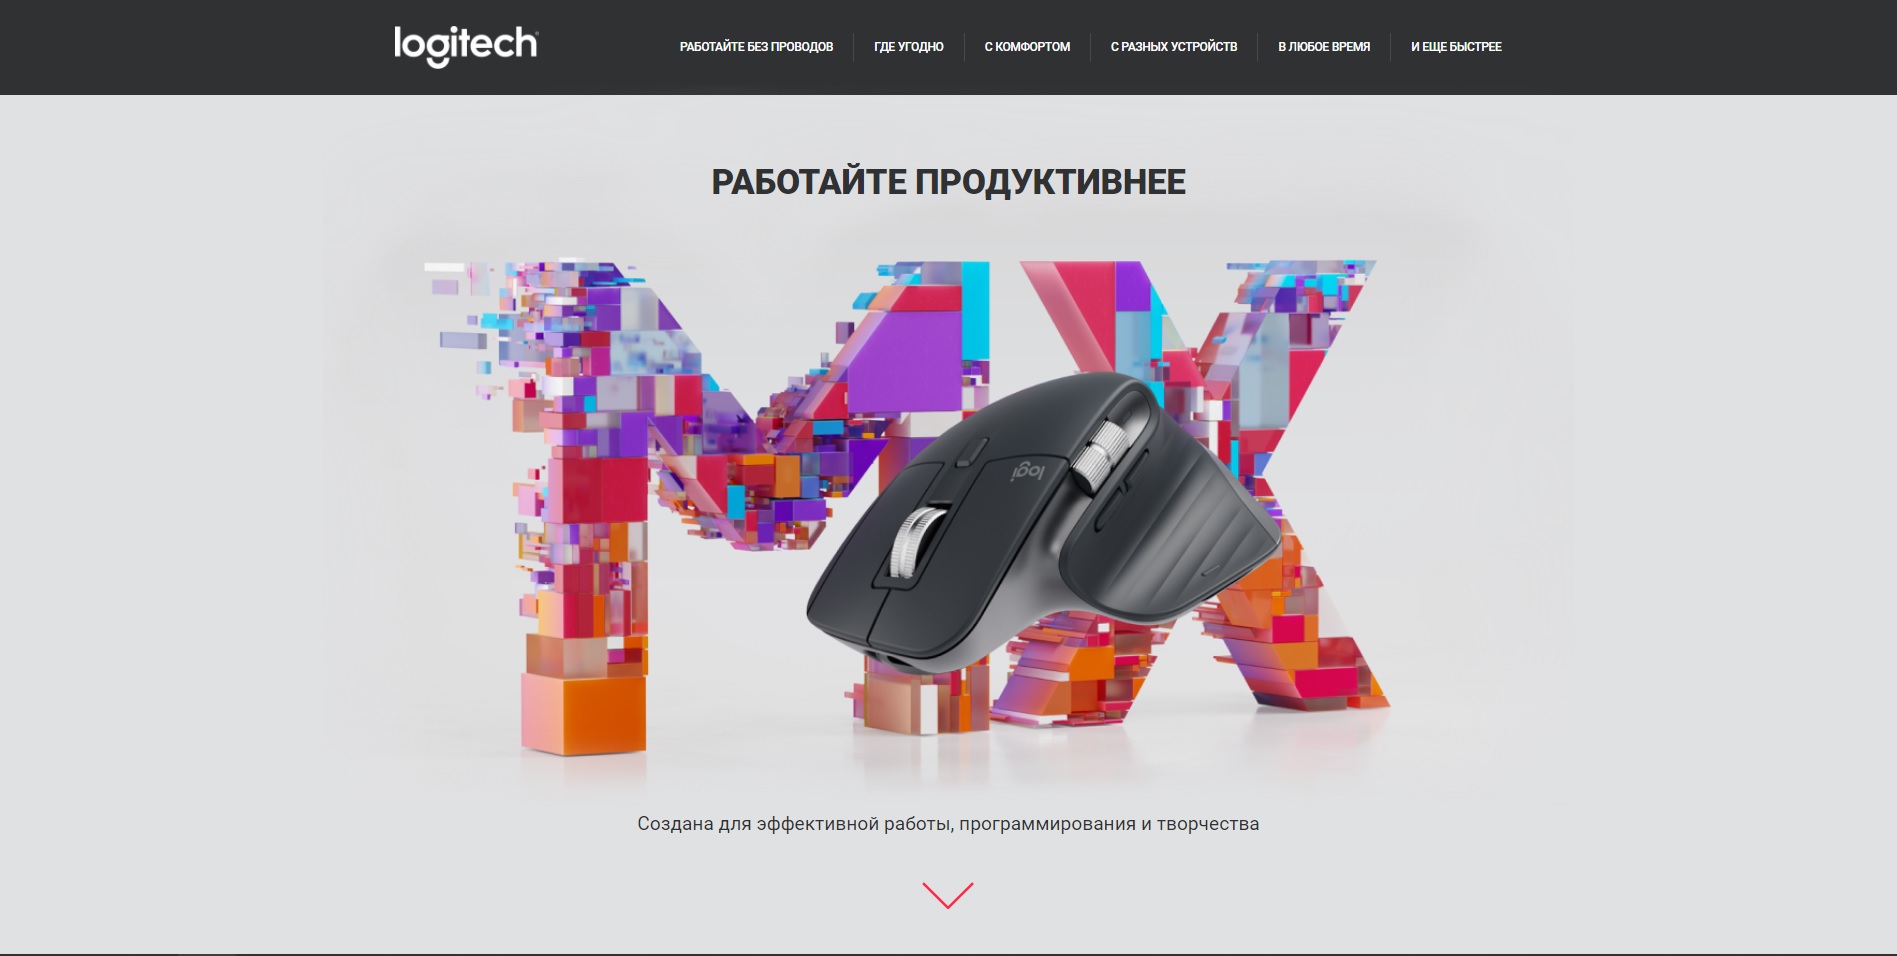 logitech
РАБОТАЙТЕ БЕЗ ПРОВОДОВ
ГДЕ УГОДНО
С КОМФОРТОМ
С РАЗНЫХ УСТРОЙСТВ
В ЛЮБОЕ ВРЕМЯ
И ЕЩЕ БЫСТРЕЕ
РАБОТАЙТЕ ПРОДУКТИВНЕЕ
MX
logi
Создана для эффективной работы, программирования и творчества